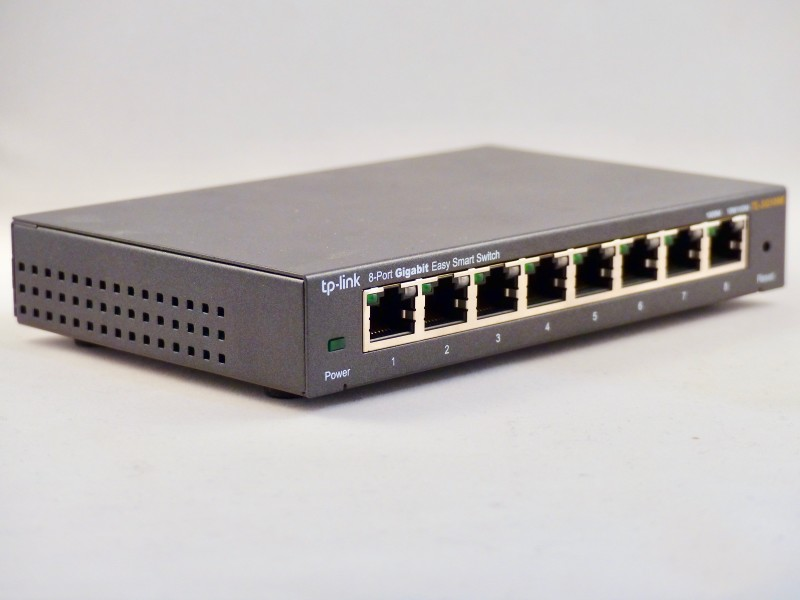 tp-link 8-Port Gigabit Easy Smart Switch
1 2 3 4 5 6 7 8
Power
Reset